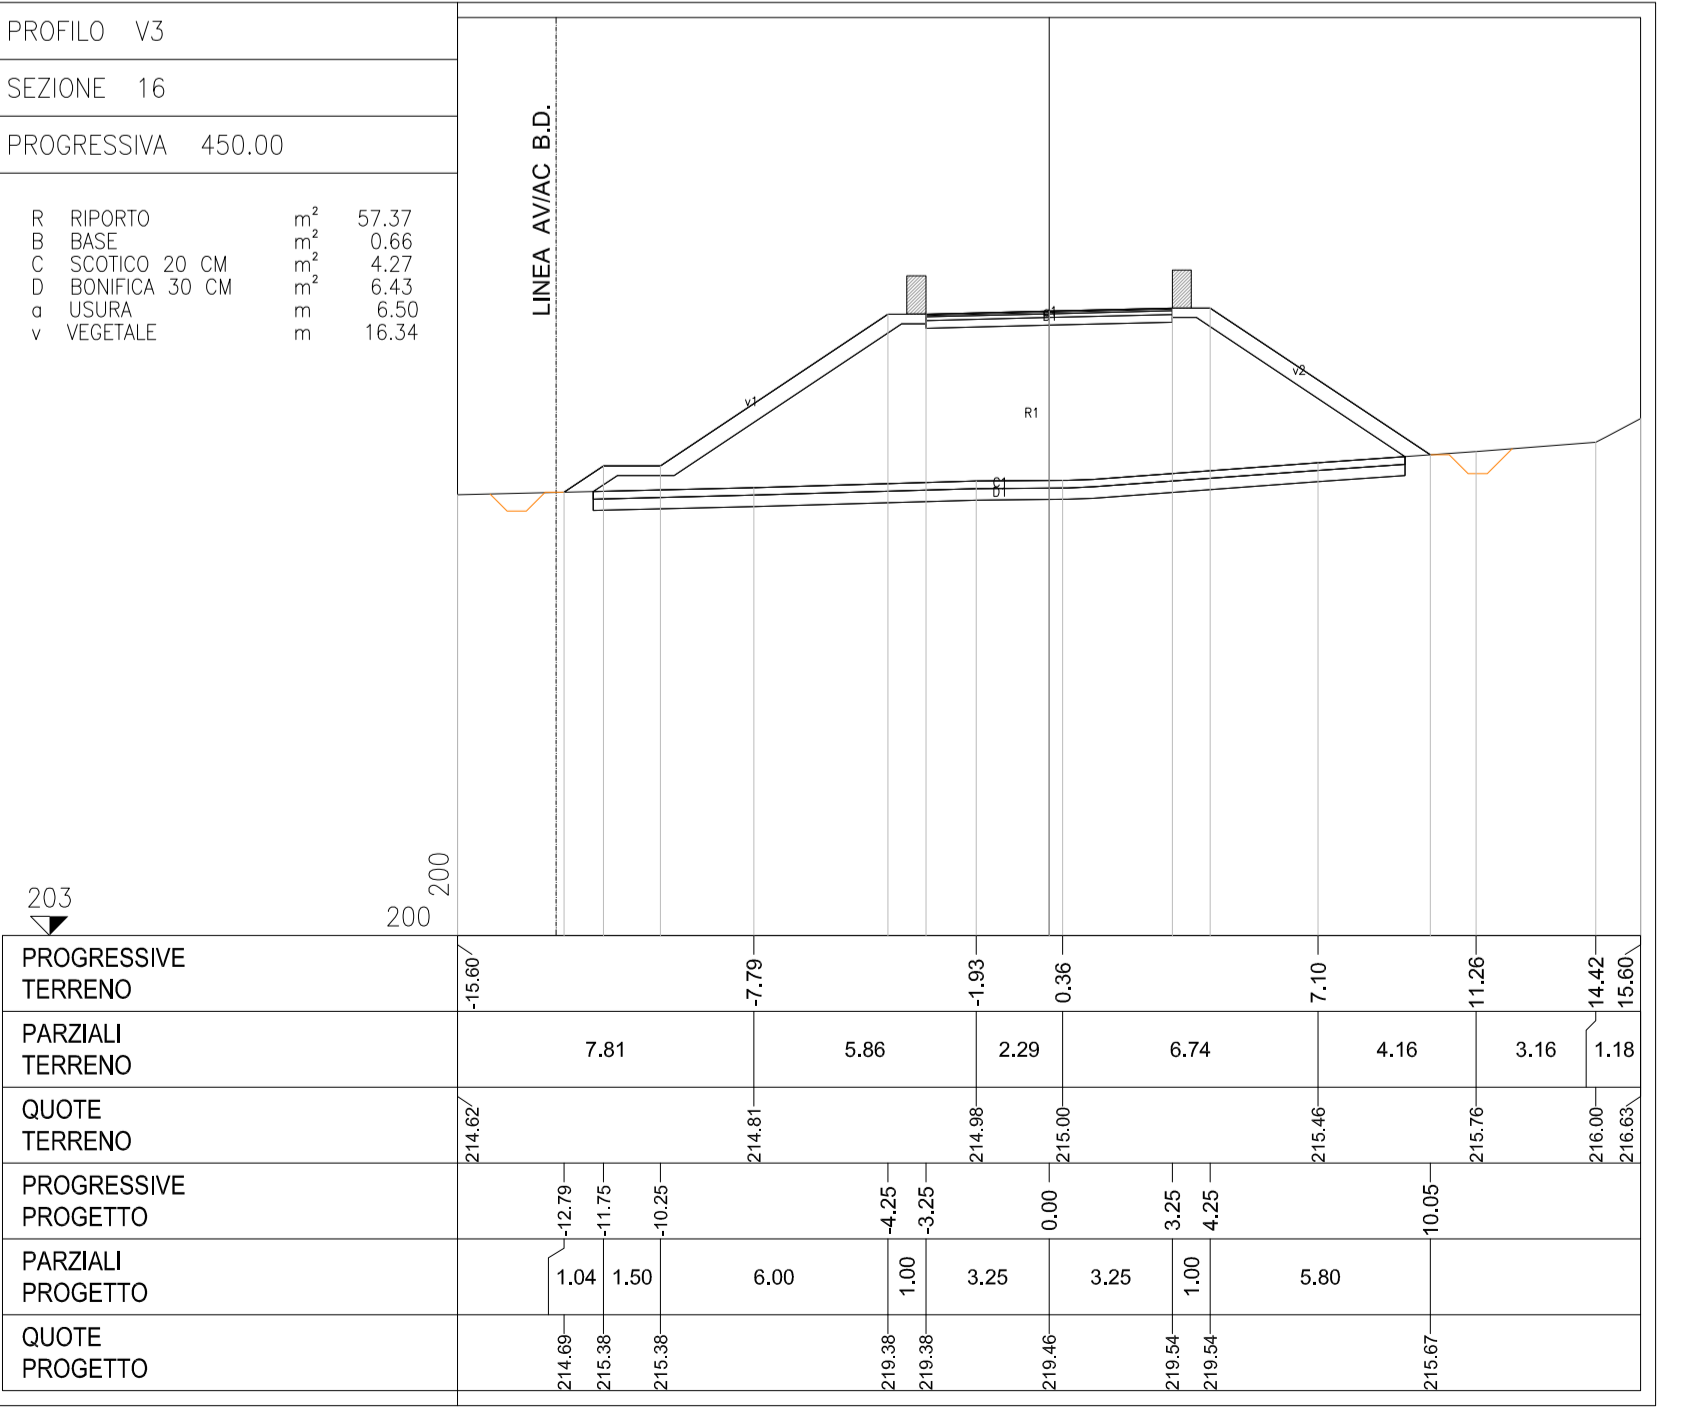 PROFILO V3
SEZIONE 16
PROGRESSIVA 450.00
R RIPORTO m² 57.37
B BASE m² 0.66
C SCOTICO 20 CM m² 4.27
D BONIFICA 30 CM m² 6.43
a USURA m 6.50
v VEGETALE m 16.34
LINEA AV/AC B.D.
v1
R1
v2
C1
D1
203
200
200
PROGRESSIVE TERRENO
-15.60 -7.79 -1.93 0.36 7.10 11.26 14.42 15.60
PARZIALI TERRENO
7.81 5.86 2.29 6.74 4.16 3.16 1.18
QUOTE TERRENO
214.62 214.81 214.98 215.00 215.46 215.76 216.00 216.63
PROGRESSIVE PROGETTO
-12.79 -11.75 -10.25 -4.25 -3.25 0.00 3.25 4.25 10.05
PARZIALI PROGETTO
1.04 1.50 6.00 1.00 3.25 3.25 1.00 5.80
QUOTE PROGETTO
214.69 215.38 215.38 219.38 219.38 219.46 219.54 219.54 215.67